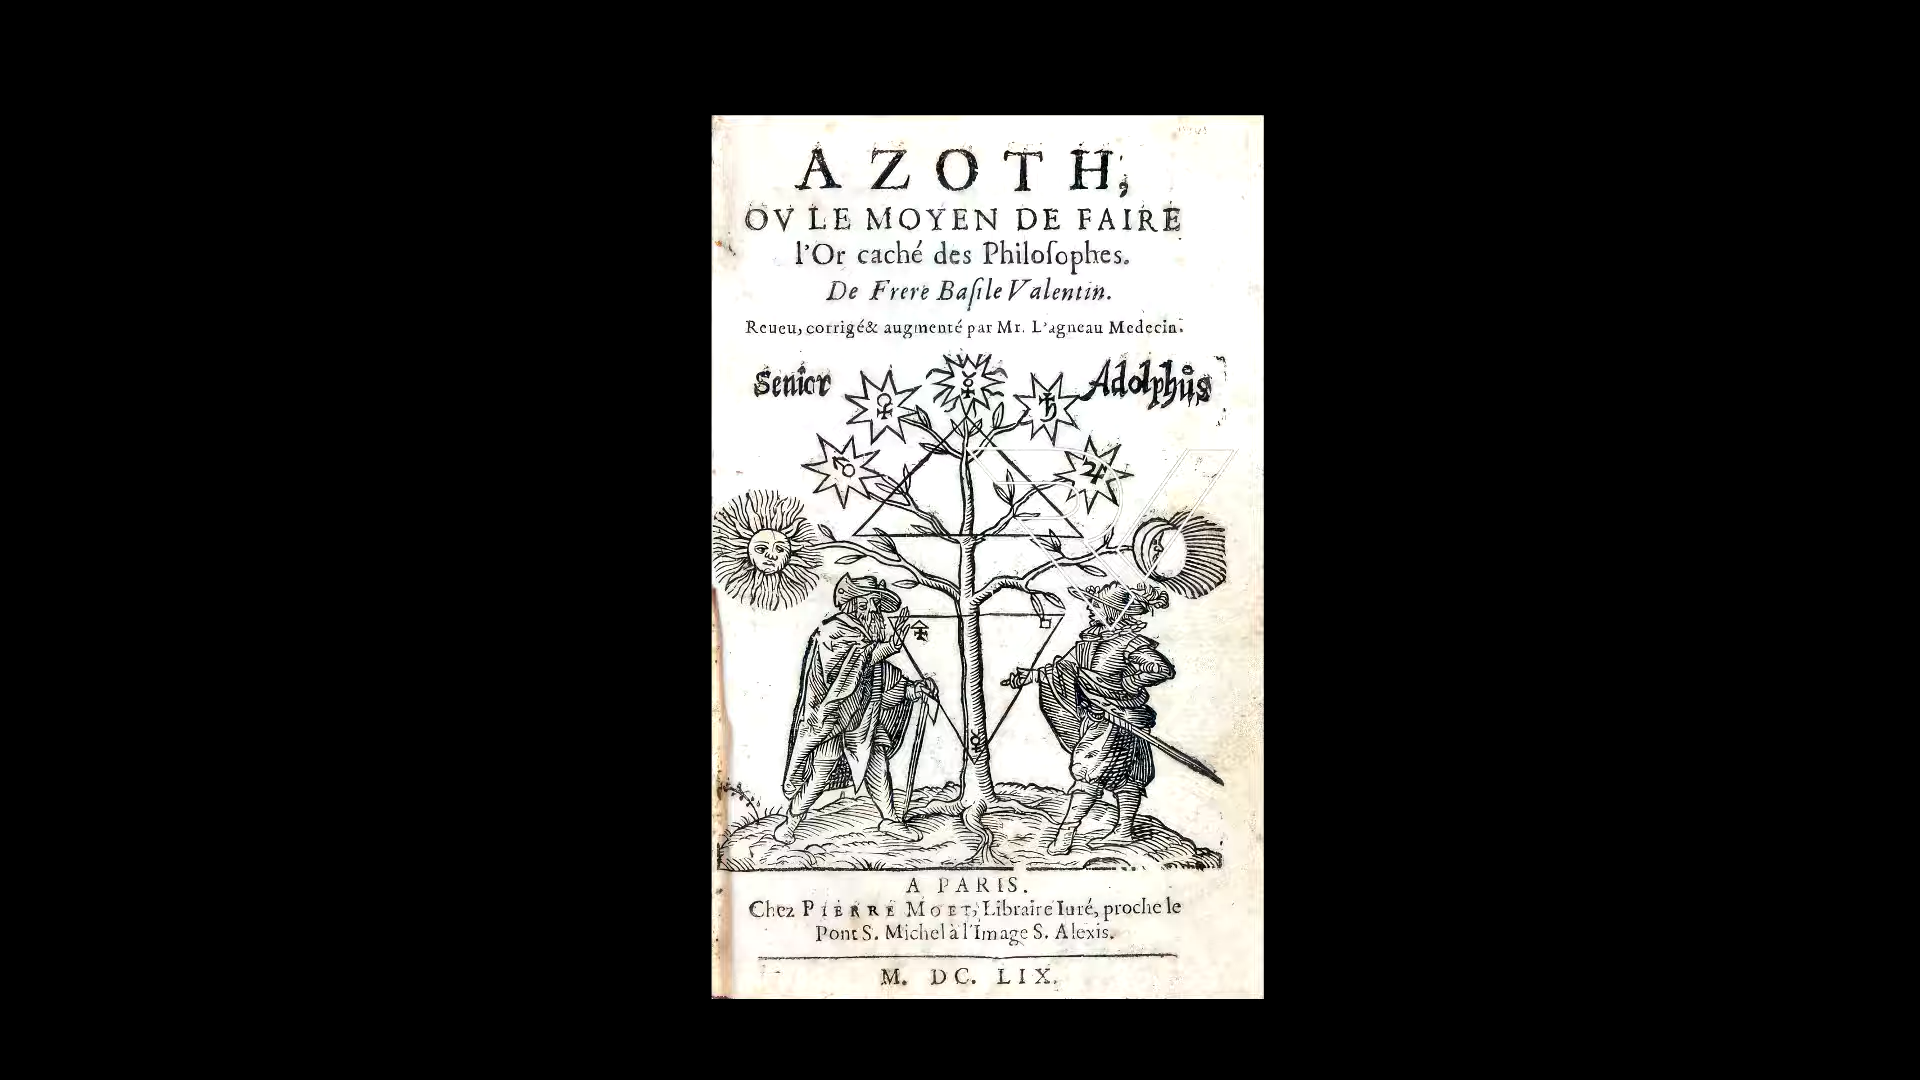 AZOTH,
OV LE MOYEN DE FAIRE
l'Or caché des Philoſophes.
De Frere Baſile Valentin.
Reueu, corrigé & augmenté par Mr. L'agneau Medecin.
Senior
Adolphůs
A PARIS.
Chez PIERRE MOET, Libraire Iuré, proche le
Pont S. Michel à l'Image S. Alexis.
M. DC. LIX.